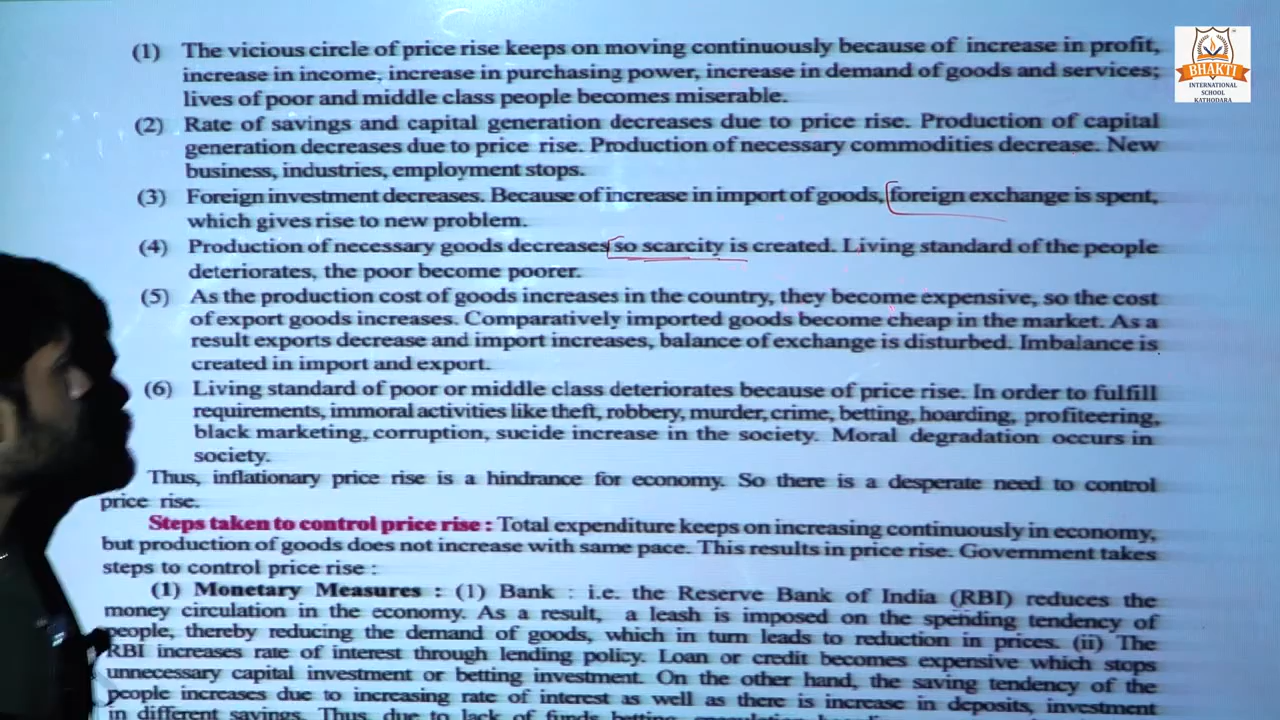 (1) The vicious circle of price rise keeps on moving continuously because of increase in profit,
increase in income, increase in purchasing power, increase in demand of goods and services;
lives of poor and middle class people becomes miserable.
(2) Rate of savings and capital generation decreases due to price rise. Production of capital
generation decreases due to price rise. Production of necessary commodities decrease. New
business, industries, employment stops.
(3) Foreign investment decreases. Because of increase in import of goods, foreign exchange is spent,
which gives rise to new problem.
(4) Production of necessary goods decreases so scarcity is created. Living standard of the people
deteriorates, the poor become poorer.
(5) As the production cost of goods increases in the country, they become expensive, so the cost
of export goods increases. Comparatively imported goods become cheap in the market. As a
result exports decrease and import increases, balance of exchange is disturbed. Imbalance is
created in import and export.
(6) Living standard of poor or middle class deteriorates because of price rise. In order to fulfill
requirements, immoral activities like theft, robbery, murder, crime, betting, hoarding, profiteering,
black marketing, corruption, sucide increase in the society. Moral degradation occurs in
society.
Thus, inflationary price rise is a hindrance for economy. So there is a desperate need to control
price rise.
Steps taken to control price rise : Total expenditure keeps on increasing continuously in economy,
but production of goods does not increase with same pace. This results in price rise. Government takes
steps to control price rise :
(1) Monetary Measures : (1) Bank : i.e. the Reserve Bank of India (RBI) reduces the
money circulation in the economy. As a result, a leash is imposed on the spending tendency of
people, thereby reducing the demand of goods, which in turn leads to reduction in prices. (ii) The
RBI increases rate of interest through lending policy. Loan or credit becomes expensive which stops
unnecessary capital investment or betting investment. On the other hand, the saving tendency of the
people increases due to increasing rate of interest as well as there is increase in deposits, investment
in different savings. Thus, due to lack of funds betting,
BHAKTI
INTERNATIONAL
SCHOOL
KATHODARA